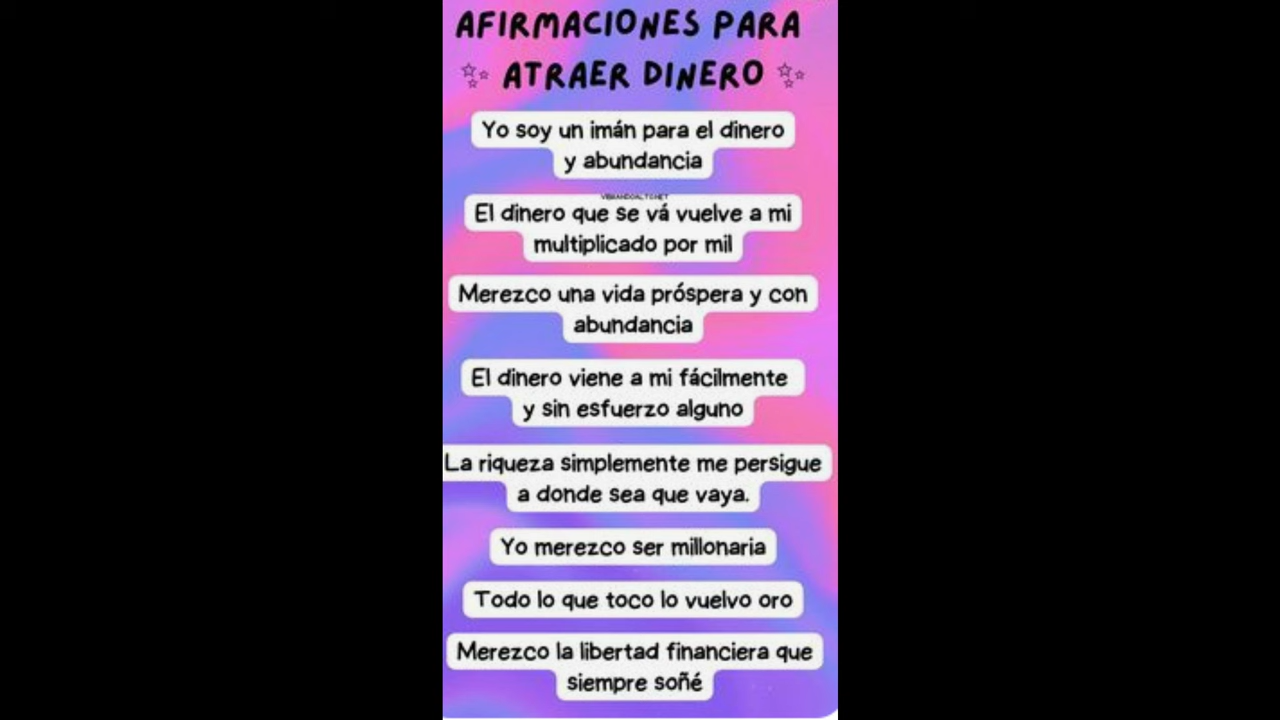 AFIRMACIONES PARA
ATRAER DINERO
Yo soy un imán para el dinero
y abundancia
VIBRANDOALTO.NET
El dinero que se vá vuelve a mi
multiplicado por mil
Merezco una vida próspera y con
abundancia
El dinero viene a mi fácilmente
y sin esfuerzo alguno
La riqueza simplemente me persigue
a donde sea que vaya.
Yo merezco ser millonaria
Todo lo que toco lo vuelvo oro
Merezco la libertad financiera que
siempre soñé